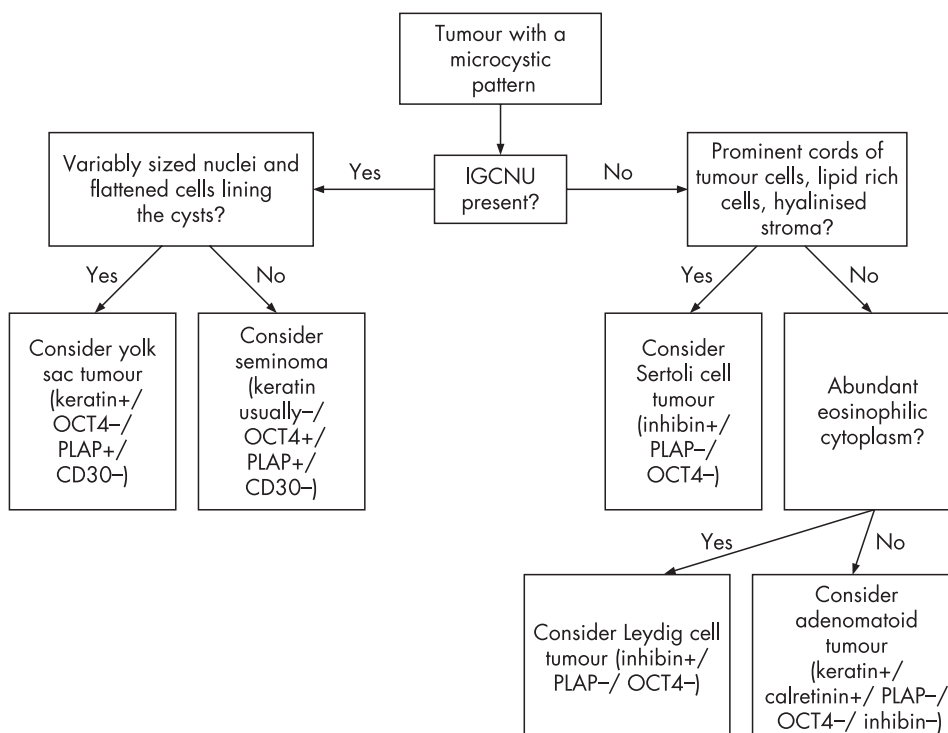 Tumour with a
microcystic
pattern
Variably sized nuclei and
flattened cells lining
the cysts?
Yes
IGCNU
present?
No
Prominent cords of
tumour cells, lipid rich
cells, hyalinised
stroma?
Yes
No
Yes
No
Consider yolk
sac tumour
(keratin+/
OCT4–/
PLAP+/
CD30–)
Consider
seminoma
(keratin
usually–/
OCT4+/
PLAP+/
CD30–)
Consider
Sertoli cell
tumour
(inhibin+/
PLAP–/
OCT4–)
Abundant
eosinophilic
cytoplasm?
Yes
No
Consider Leydig cell
tumour (inhibin+/
PLAP–/ OCT4–)
Consider
adenomatoid
tumour
(keratin+/
calretinin+/ PLAP–/
OCT4–/ inhibin–)